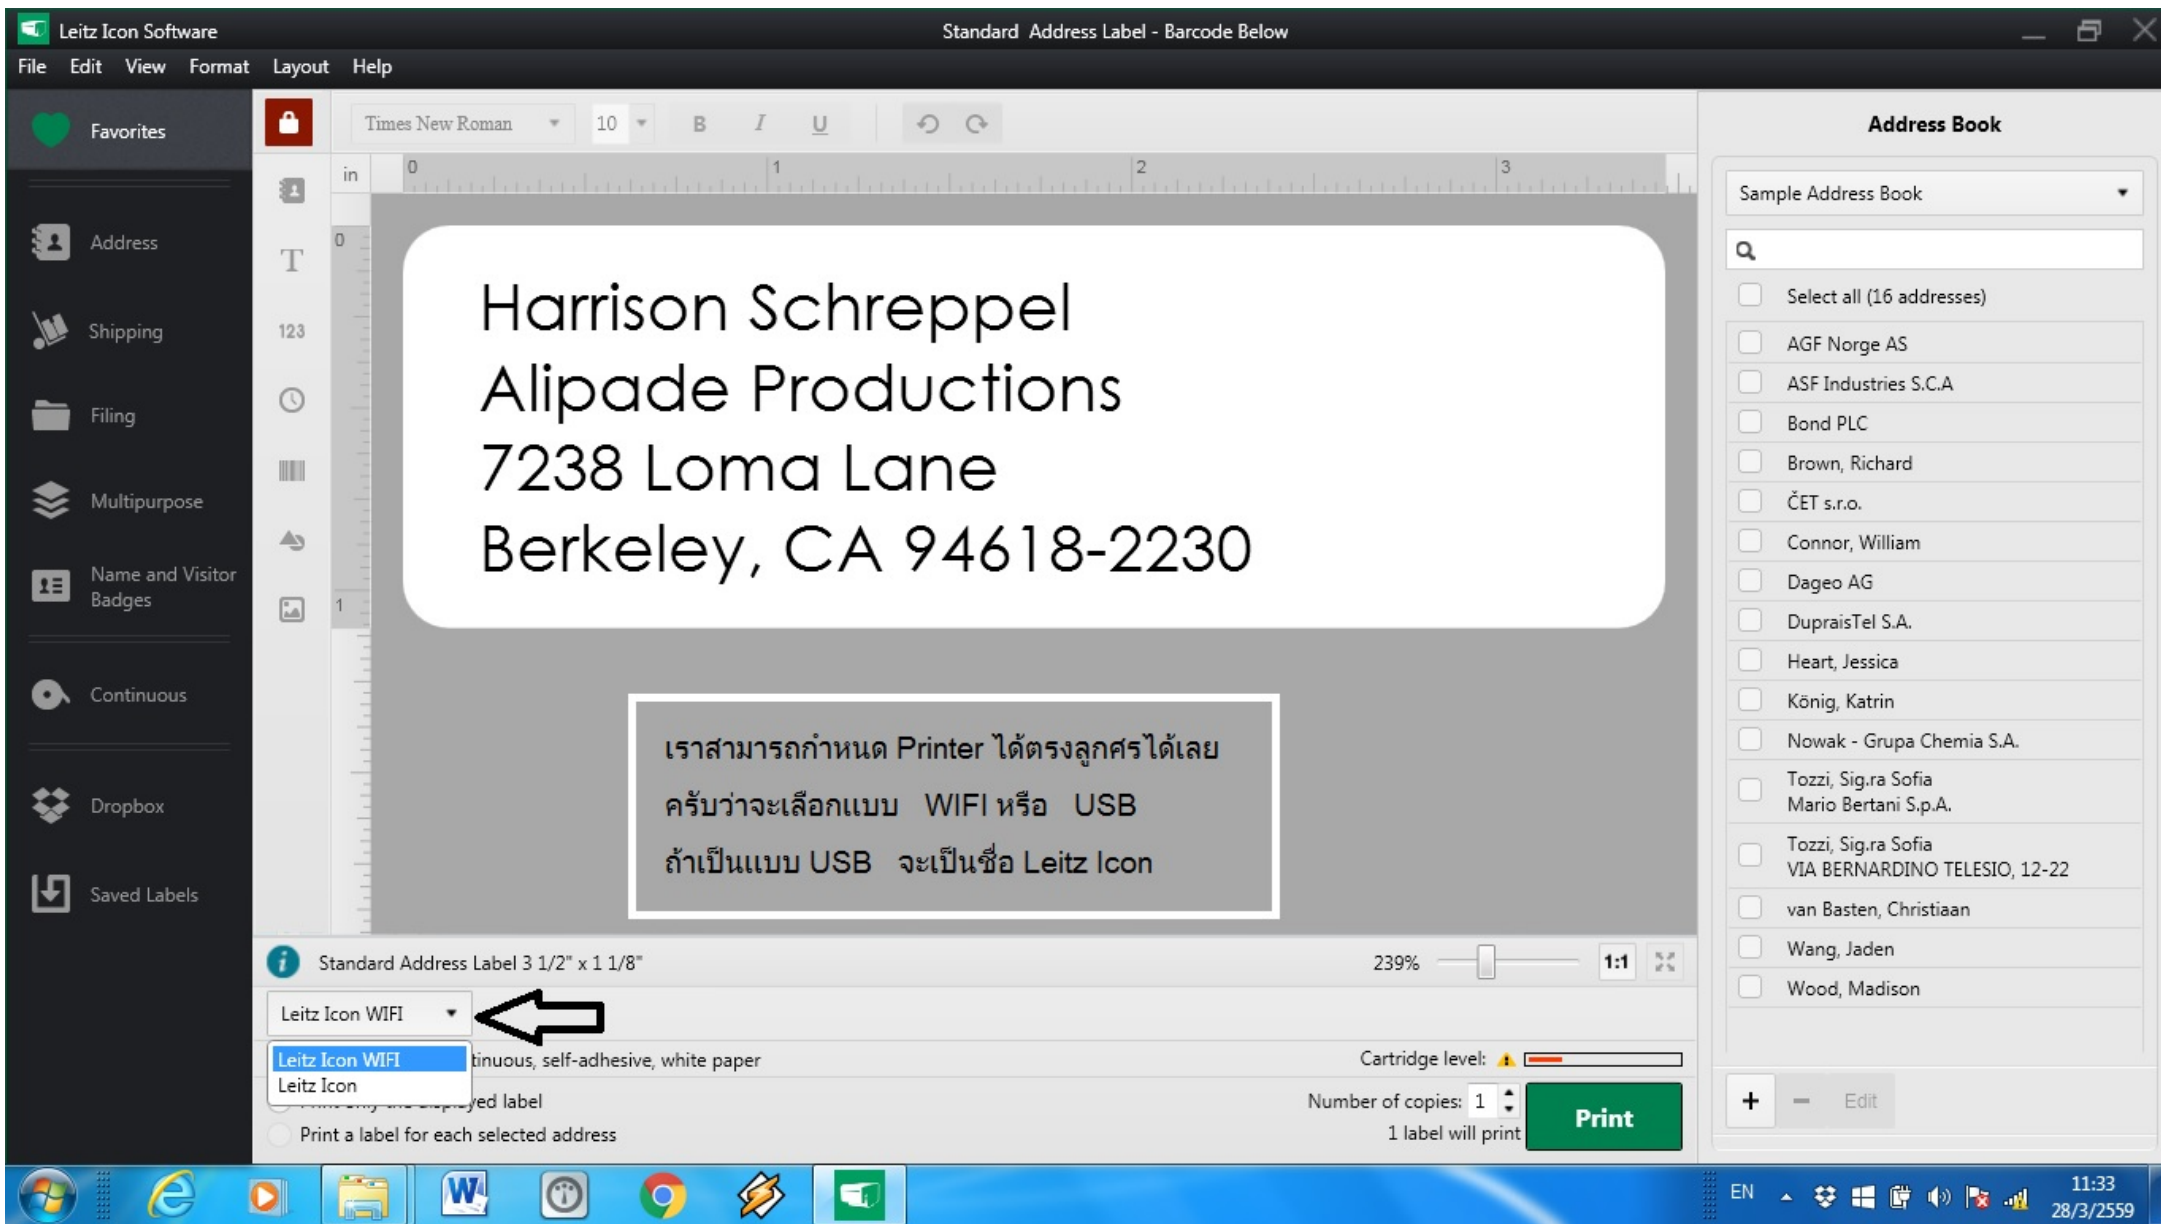 Leitz Icon Software
Standard Address Label - Barcode Below
File Edit View Format Layout Help
Favorites
Address
Shipping
Filing
Multipurpose
Name and Visitor
Badges
Continuous
Dropbox
Saved Labels
Times New Roman 10 B I U
in 0 1 2 3
T
123
0
1
Harrison Schreppel
Alipade Productions
7238 Loma Lane
Berkeley, CA 94618-2230
เราสามารถกำหนด Printer ได้ตรงลูกศรได้เลย
ครับว่าจะเลือกแบบ WIFI หรือ USB
ถ้าเป็นแบบ USB จะเป็นชื่อ Leitz Icon
i Standard Address Label 3 1/2" x 1 1/8"
239% 1:1
Leitz Icon WIFI
Leitz Icon WIFI
Leitz Icon
self-adhesive, white paper
Cartridge level:
label
Print a label for each selected address
Number of copies: 1
1 label will print
Print
Address Book
Sample Address Book
Select all (16 addresses)
AGF Norge AS
ASF Industries S.C.A
Bond PLC
Brown, Richard
ČET s.r.o.
Connor, William
Dageo AG
DupraisTel S.A.
Heart, Jessica
König, Katrin
Nowak - Grupa Chemia S.A.
Tozzi, Sig.ra Sofia
Mario Bertani S.p.A.
Tozzi, Sig.ra Sofia
VIA BERNARDINO TELESIO, 12-22
van Basten, Christiaan
Wang, Jaden
Wood, Madison
+ − Edit
EN
11:33
28/3/2559